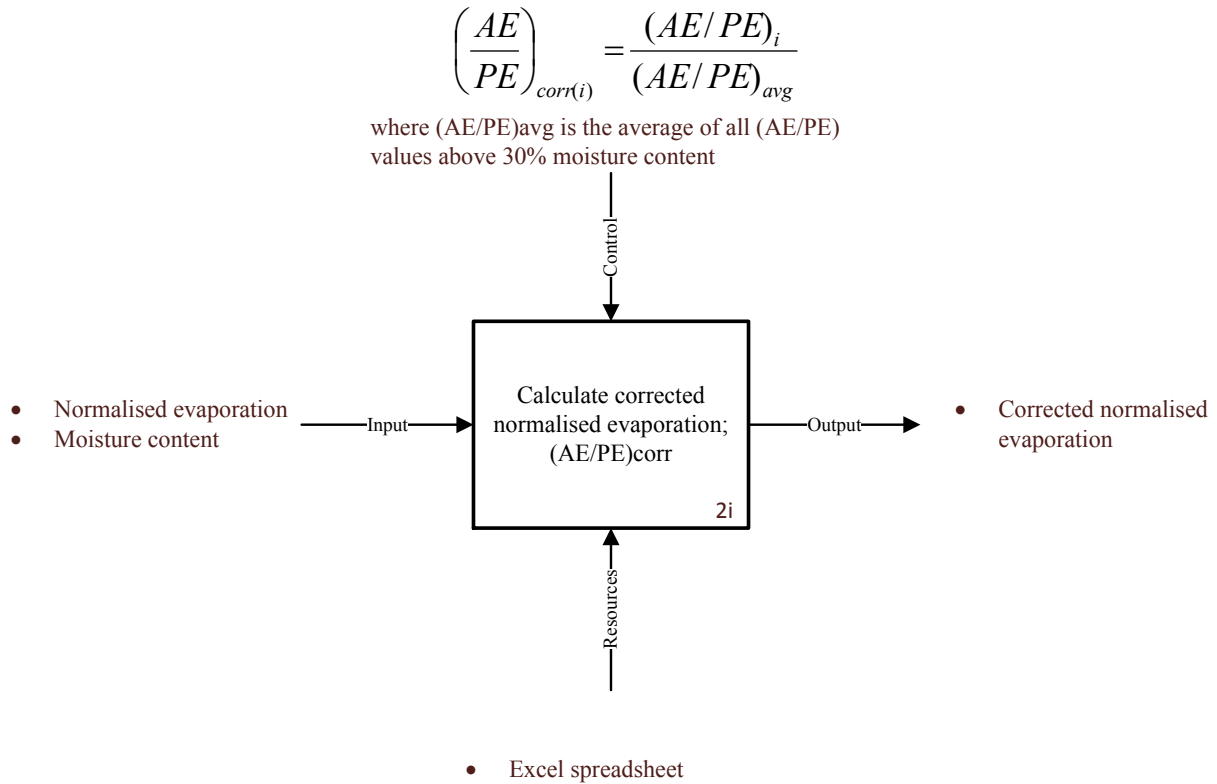 (AE/PE)corr(i) = (AE/PE)i/(AE/PE)avg
where (AE/PE)avg is the average of all (AE/PE)
values above 30% moisture content
Control
• Normalised evaporation
• Moisture content
Input
Calculate corrected
normalised evaporation;
(AE/PE)corr
2i
Output
• Corrected normalised
evaporation
Resources
• Excel spreadsheet